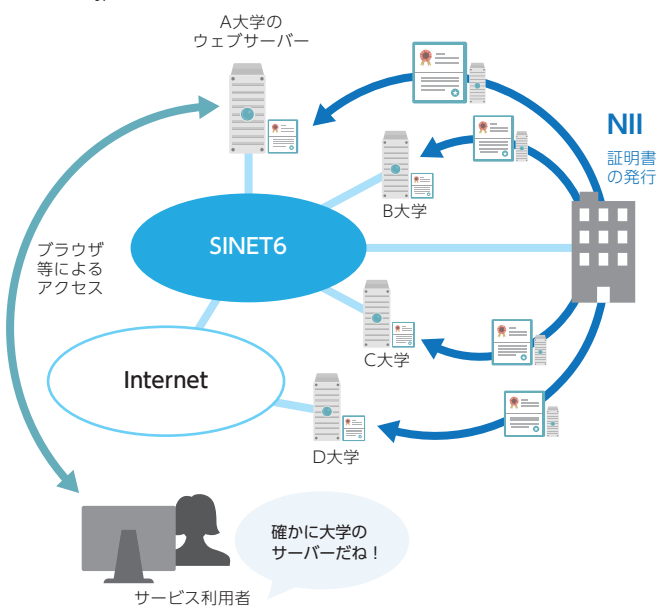 A大学の
ウェブサーバー
NII
証明書
の発行
B大学
SINET6
ブラウザ
等による
アクセス
C大学
Internet
D大学
確かに大学の
サーバーだね！
サービス利用者